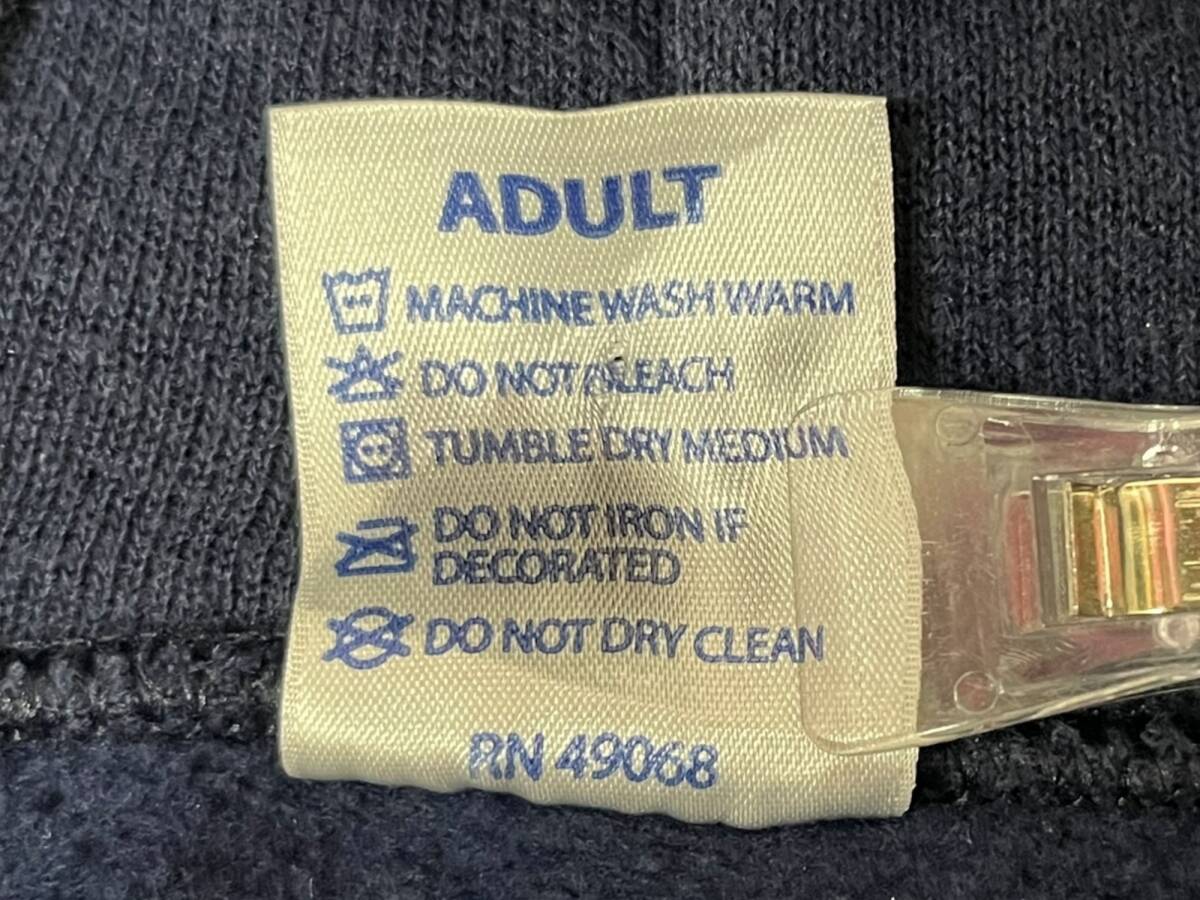 ADULT
MACHINE WASH WARM
DO NOT BLEACH
TUMBLE DRY MEDIUM
DO NOT IRON IF
DECORATED
DO NOT DRY CLEAN
RN 49068